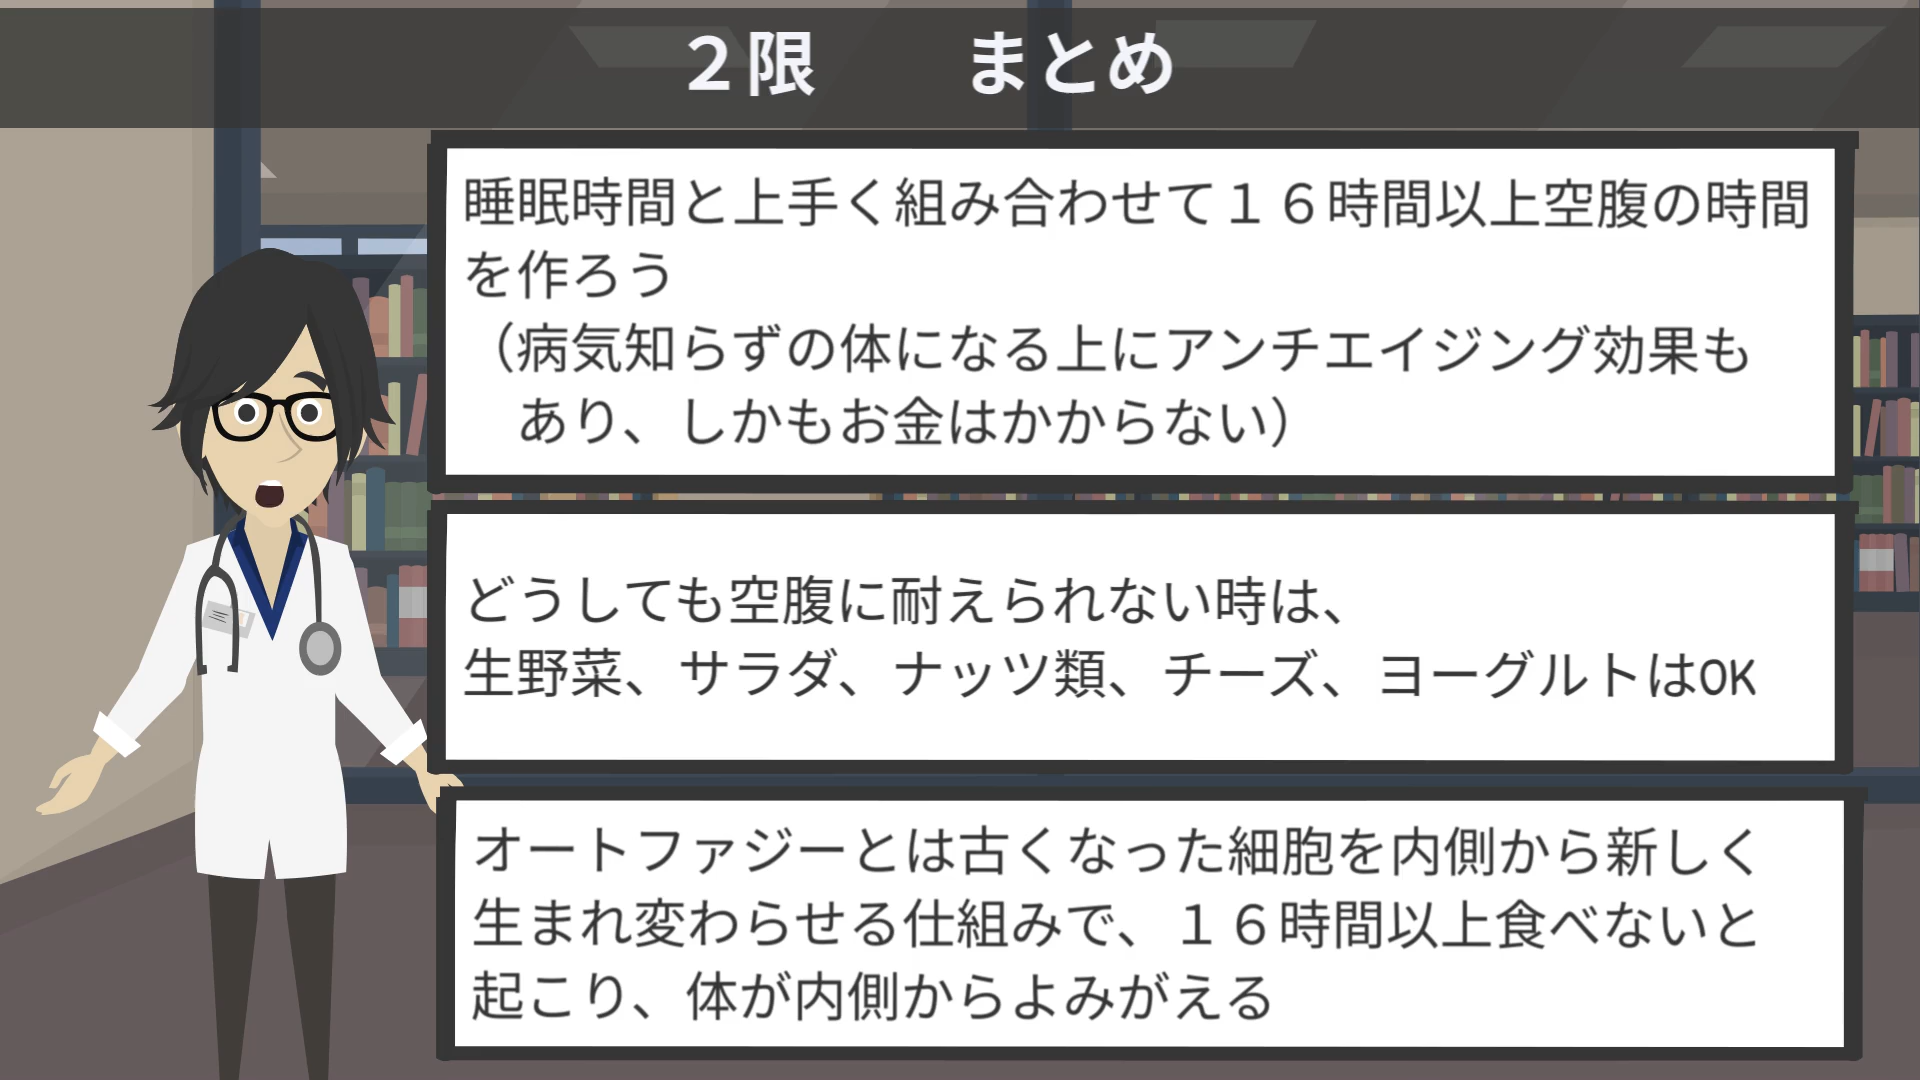 ２限　　まとめ
睡眠時間と上手く組み合わせて１６時間以上空腹の時間
を作ろう
（病気知らずの体になる上にアンチエイジング効果も
　あり、しかもお金はかからない）
どうしても空腹に耐えられない時は、
生野菜、サラダ、ナッツ類、チーズ、ヨーグルトはOK
オートファジーとは古くなった細胞を内側から新しく
生まれ変わらせる仕組みで、１６時間以上食べないと
起こり、体が内側からよみがえる